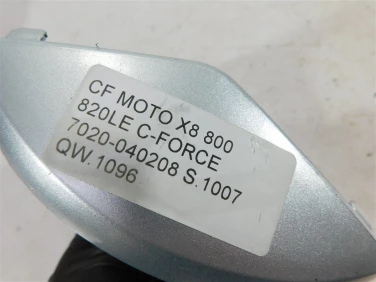 CF MOTO X8 800
820LE C-FORCE
7020-040208 S.1007
QW.1096